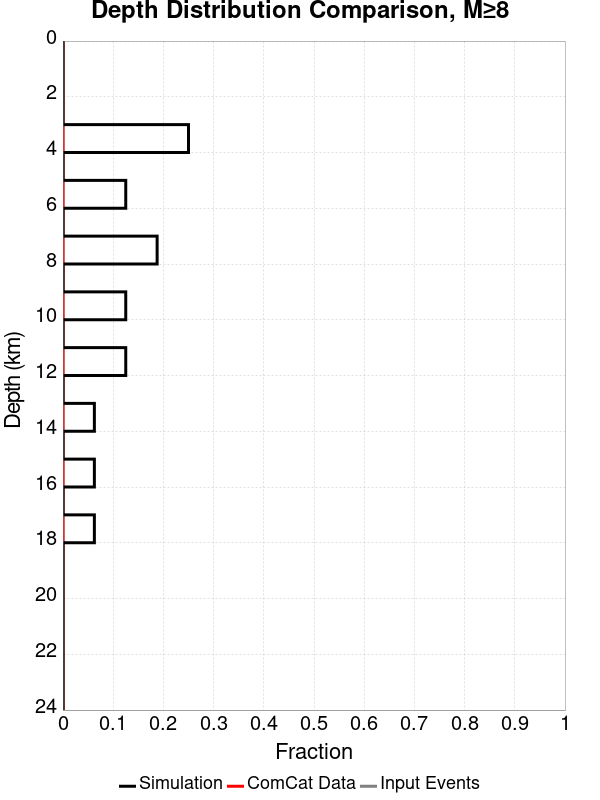 Depth Distribution Comparison, M≥8
0
2
4
6
8
10
12
14
16
18
20
22
24
Depth (km)
0 0.1 0.2 0.3 0.4 0.5 0.6 0.7 0.8 0.9 1
Fraction
Simulation ComCat Data Input Events